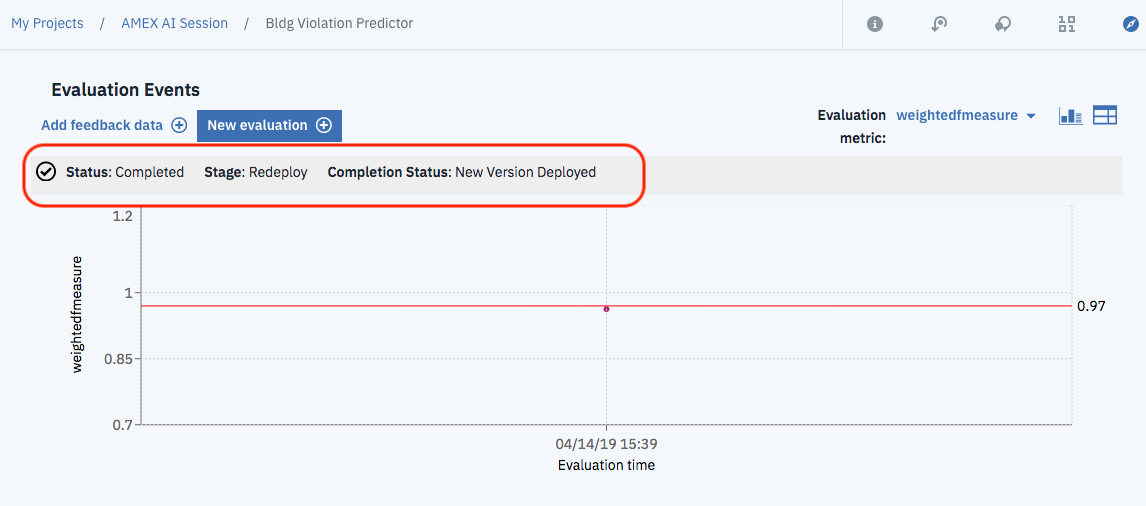 My Projects / AMEX AI Session / Bldg Violation Predictor
Evaluation Events
Add feedback data New evaluation
Evaluation metric: weightedfmeasure
Status: Completed Stage: Redeploy Completion Status: New Version Deployed
1.2
1
0.97
0.85
0.7
weightedfmeasure
04/14/19 15:39
Evaluation time